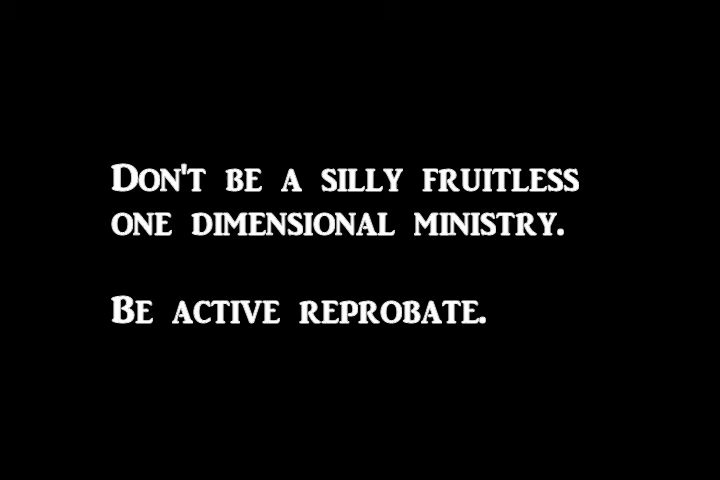 Don't be a silly fruitless
one dimensional ministry.
Be active reprobate.